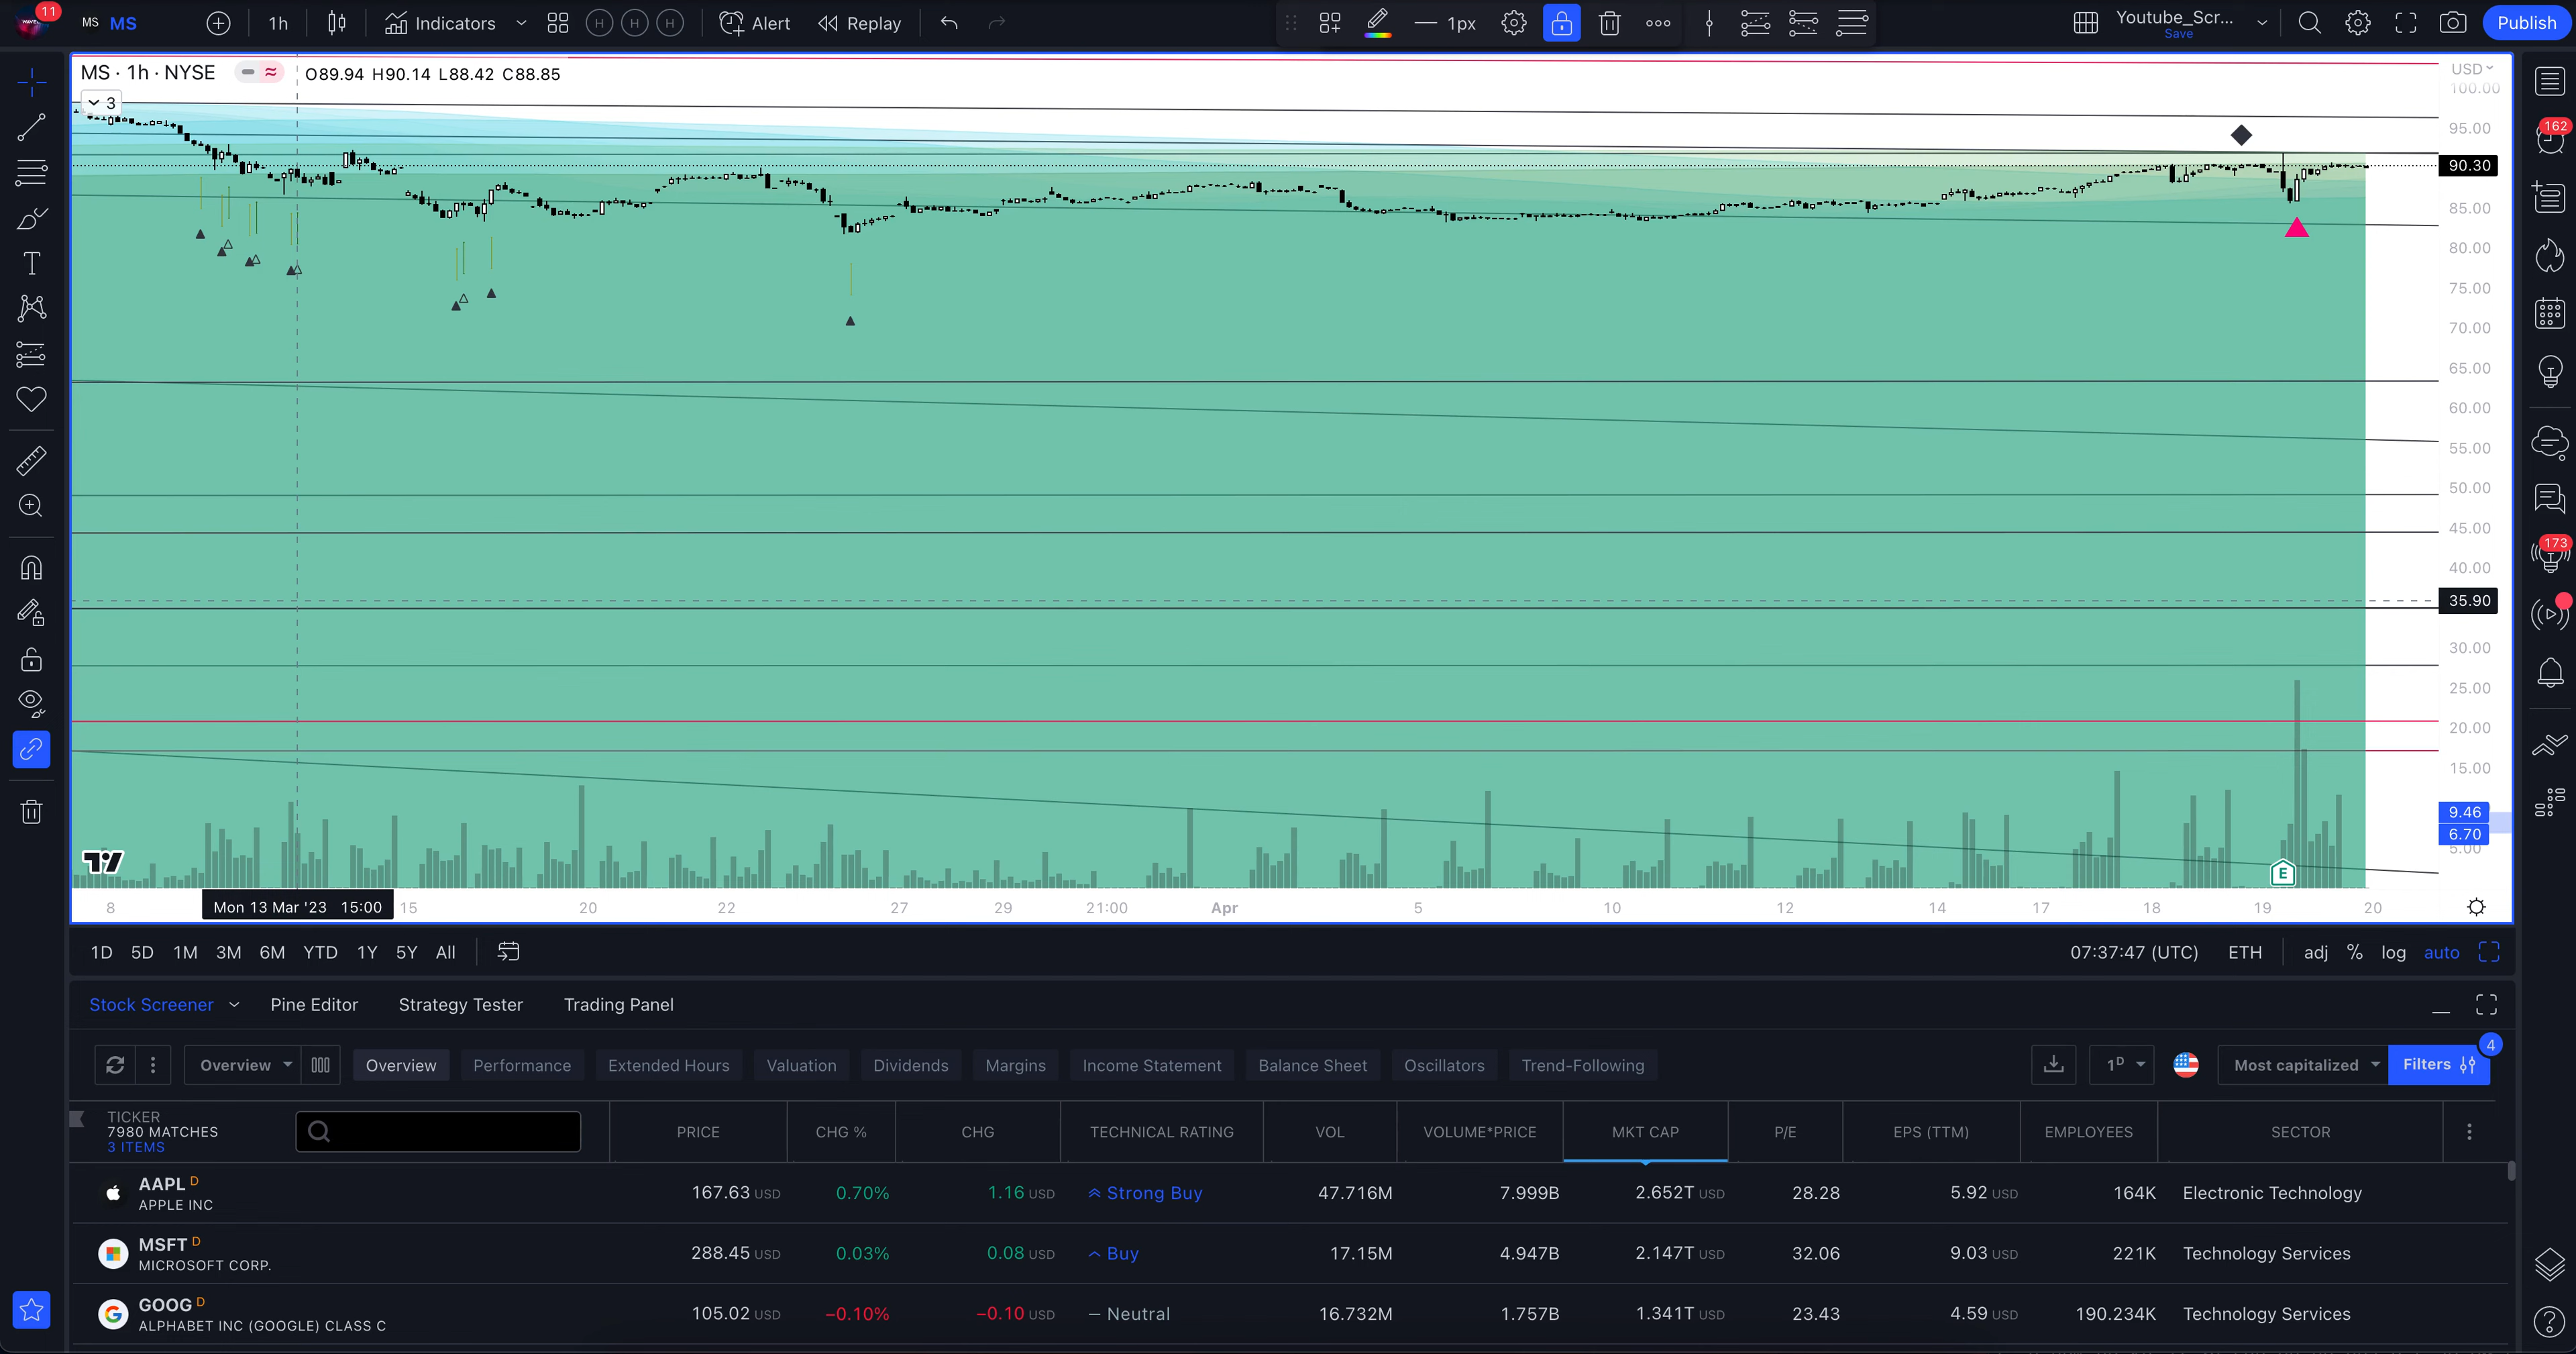 11
MS MS 1h Indicators H H H Alert Replay 1px Youtube_Scr... Save Publish
MS · 1h · NYSE O89.94 H90.14 L88.42 C88.85
3
USD
100.00
95.00
90.30
85.00
80.00
75.00
70.00
65.00
60.00
55.00
50.00
45.00
40.00
35.90
30.00
25.00
20.00
15.00
9.46
6.70
5.00
162
173
E
8 Mon 13 Mar '23 15:00 15 20 22 27 29 21:00 Apr 5 10 12 14 17 18 19 20
1D 5D 1M 3M 6M YTD 1Y 5Y All 07:37:47 (UTC) ETH adj % log auto
Stock Screener Pine Editor Strategy Tester Trading Panel
Overview Overview Performance Extended Hours Valuation Dividends Margins Income Statement Balance Sheet Oscillators Trend-Following 1D Most capitalized Filters 4
TICKER
7980 MATCHES
3 ITEMS
PRICE CHG % CHG TECHNICAL RATING VOL VOLUME*PRICE MKT CAP P/E EPS (TTM) EMPLOYEES SECTOR
AAPL D
APPLE INC
167.63 USD 0.70% 1.16 USD Strong Buy 47.716M 7.999B 2.652T USD 28.28 5.92 USD 164K Electronic Technology
MSFT D
MICROSOFT CORP.
288.45 USD 0.03% 0.08 USD Buy 17.15M 4.947B 2.147T USD 32.06 9.03 USD 221K Technology Services
GOOG D
ALPHABET INC (GOOGLE) CLASS C
105.02 USD −0.10% −0.10 USD — Neutral 16.732M 1.757B 1.341T USD 23.43 4.59 USD 190.234K Technology Services